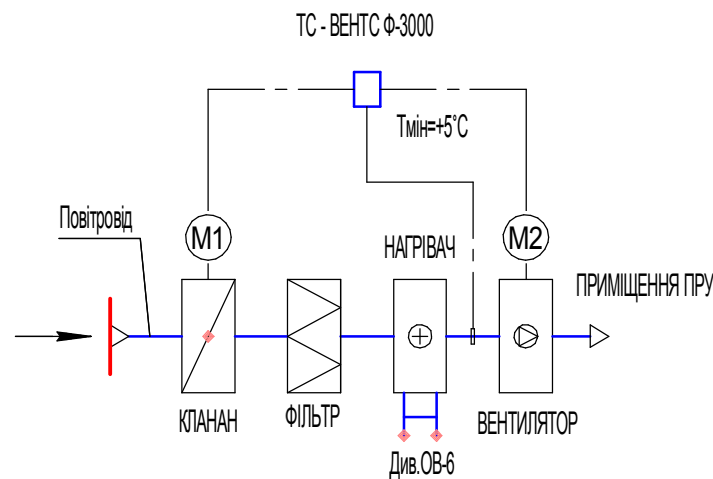 ТС - ВЕНТС Ф-3000
Тмін=+5°С
Повітровід
М1
НАГРІВАЧ
М2
ПРИМІЩЕННЯ ПРУ
КЛАНАН
ФІЛЬТР
ВЕНТИЛЯТОР
Див.ОВ-6